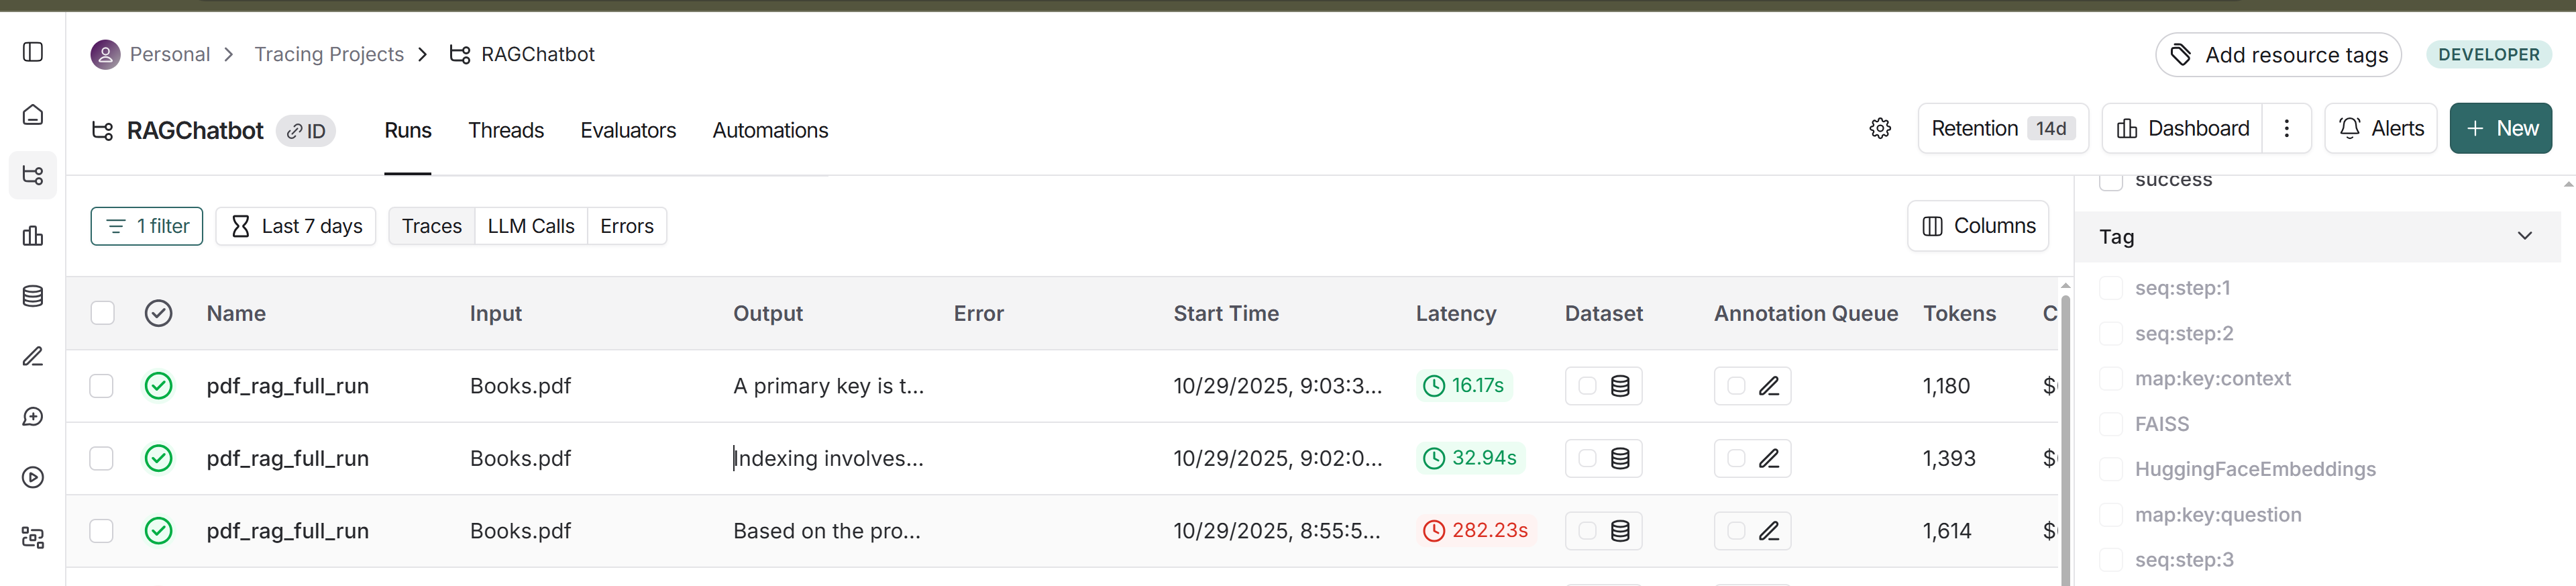 Personal > Tracing Projects > RAGChatbot
Add resource tags
DEVELOPER
RAGChatbot ID Runs Threads Evaluators Automations
Retention 14d Dashboard Alerts + New
success
1 filter Last 7 days Traces LLM Calls Errors
Columns
Tag
Name Input Output Error Start Time Latency Dataset Annotation Queue Tokens C
pdf_rag_full_run Books.pdf A primary key is t... 10/29/2025, 9:03:3... 16.17s 1,180 $
pdf_rag_full_run Books.pdf Indexing involves... 10/29/2025, 9:02:0... 32.94s 1,393 $
pdf_rag_full_run Books.pdf Based on the pro... 10/29/2025, 8:55:5... 282.23s 1,614 $
seq:step:1
seq:step:2
map:key:context
FAISS
HuggingFaceEmbeddings
map:key:question
seq:step:3